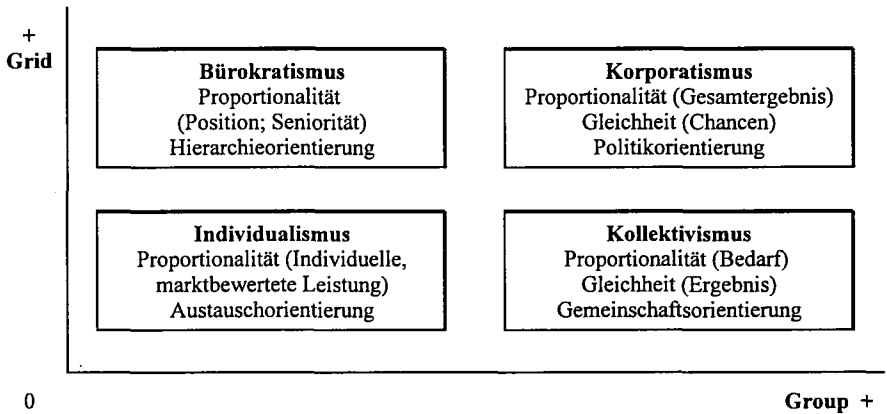 +
Grid
Bürokratismus
Proportionalität
(Position; Seniorität)
Hierarchieorientierung
Korporatismus
Proportionalität (Gesamtergebnis)
Gleichheit (Chancen)
Politikorientierung
Individualismus
Proportionalität (Individuelle,
marktbewertete Leistung)
Austauschorientierung
Kollektivismus
Proportionalität (Bedarf)
Gleichheit (Ergebnis)
Gemeinschaftsorientierung
0
Group +